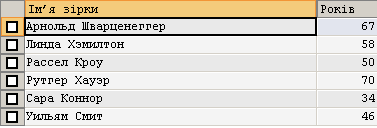 Ім'я зірки Років
Арнольд Шварценеггер 67
Линда Хэмилтон 58
Рассел Кроу 50
Рутгер Хауэр 70
Сара Коннор 34
Уильям Смит 46